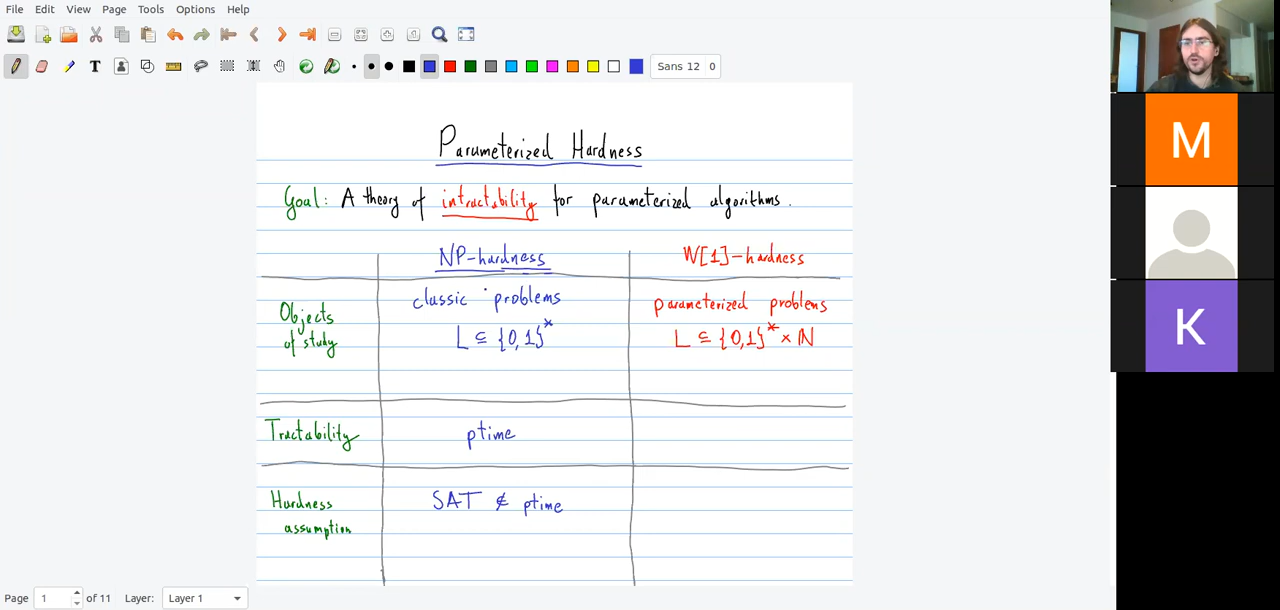 File Edit View Page Tools Options Help
Sans 12 0
Parameterized Hardness
Goal: A theory of intractability for parameterized algorithms.
NP-hardness W[1]-hardness
Objects of study classic problems parameterized problems
L ⊆ {0,1}* L ⊆ {0,1}* × ℕ
Tractability ptime
Hardness assumption SAT ∉ ptime
M
K
Page 1 of 11 Layer: Layer 1